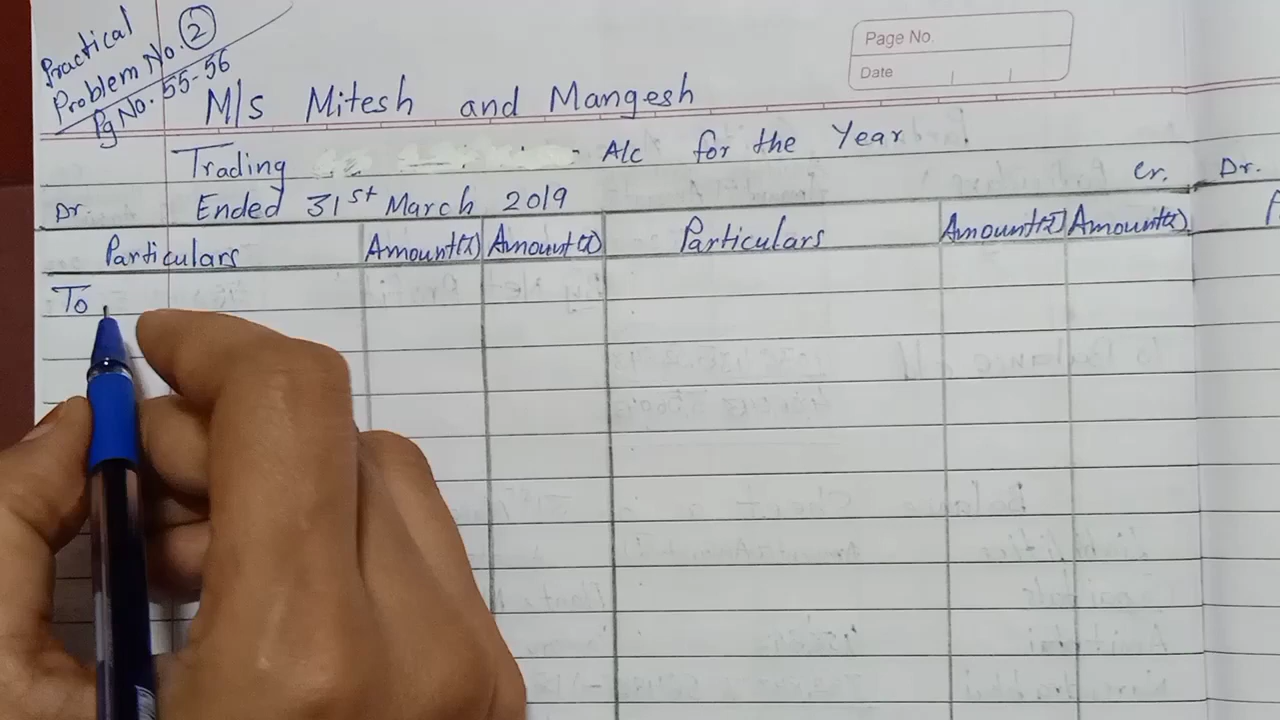 Practical
Problem No. 2
Pg No. 55-56
Page No.
Date
M/s Mitesh and Mangesh
Trading A/c for the Year
Dr. Ended 31st March 2019 Cr. Dr.
Particulars Amount(₹) Amount(₹) Particulars Amount(₹) Amount(₹)
To